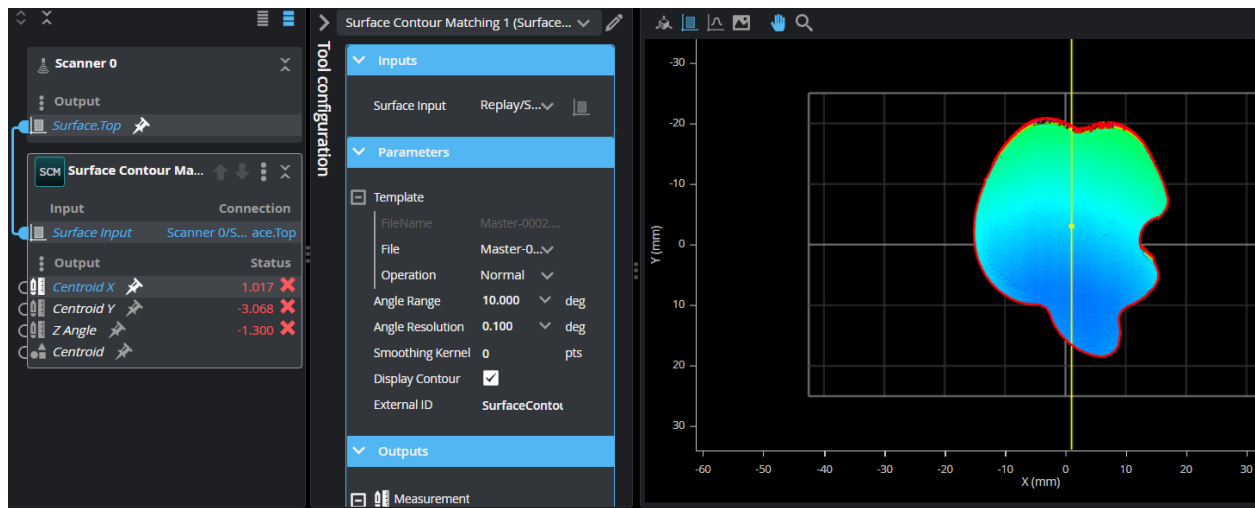 Scanner 0
Output
Surface.Top
SCM Surface Contour Ma...
Input Connection
Surface Input Scanner 0/S... ace.Top
Output Status
Centroid X 1.017
Centroid Y -3.068
Z Angle -1.300
Centroid
Tool configuration
Surface Contour Matching 1 (Surface...
Inputs
Surface Input Replay/S...
Parameters
Template
FileName Master-0002....
File Master-0...
Operation Normal
Angle Range 10.000 deg
Angle Resolution 0.100 deg
Smoothing Kernel 0 pts
Display Contour
External ID SurfaceContou
Outputs
Measurement
-30
-20
-10
0
10
20
30
Y (mm)
-60 -50 -40 -30 -20 -10 0 10 20 30
X (mm)